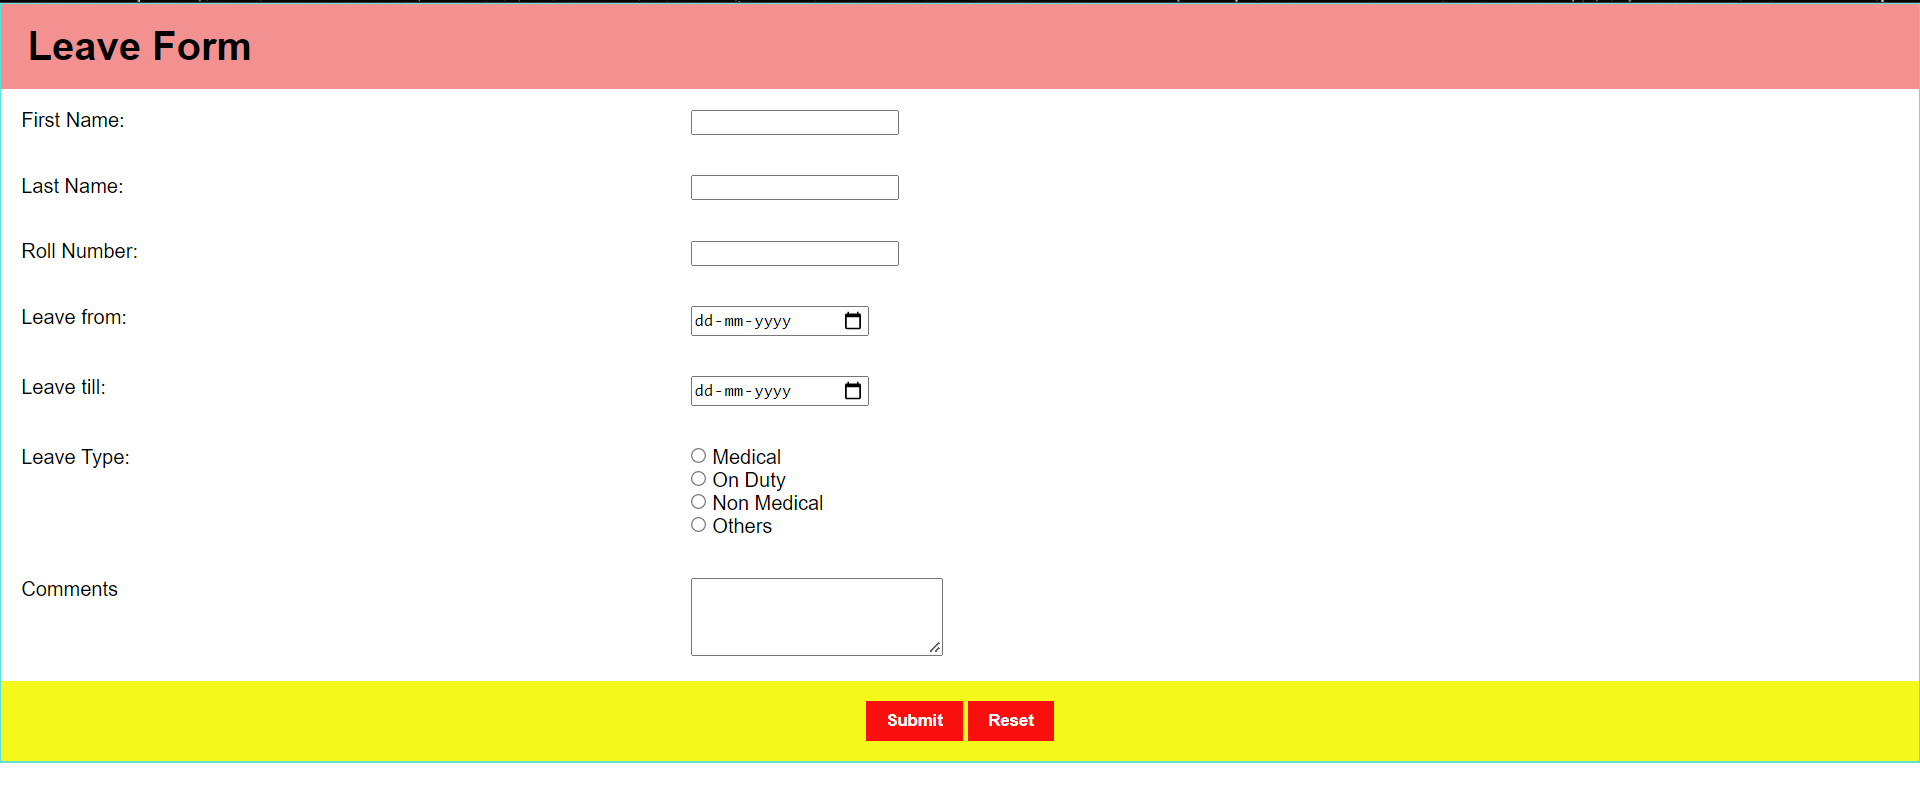 Leave Form
First Name:
Last Name:
Roll Number:
Leave from: dd-mm-yyyy
Leave till: dd-mm-yyyy
Leave Type: Medical
On Duty
Non Medical
Others
Comments
Submit Reset